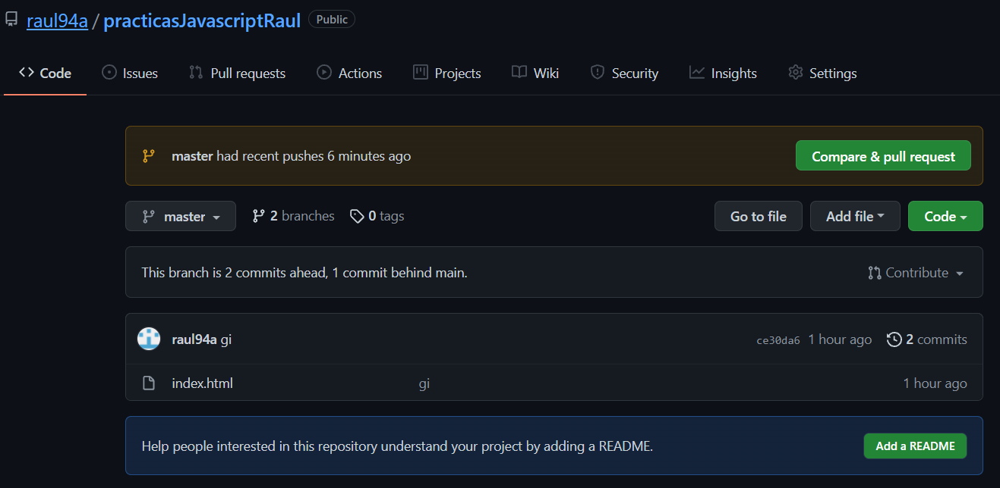 raul94a / practicasJavascriptRaul Public
Code Issues Pull requests Actions Projects Wiki Security Insights Settings
master had recent pushes 6 minutes ago Compare & pull request
master 2 branches 0 tags Go to file Add file Code
This branch is 2 commits ahead, 1 commit behind main. Contribute
raul94a gi ce30da6 1 hour ago 2 commits
index.html gi 1 hour ago
Help people interested in this repository understand your project by adding a README. Add a README